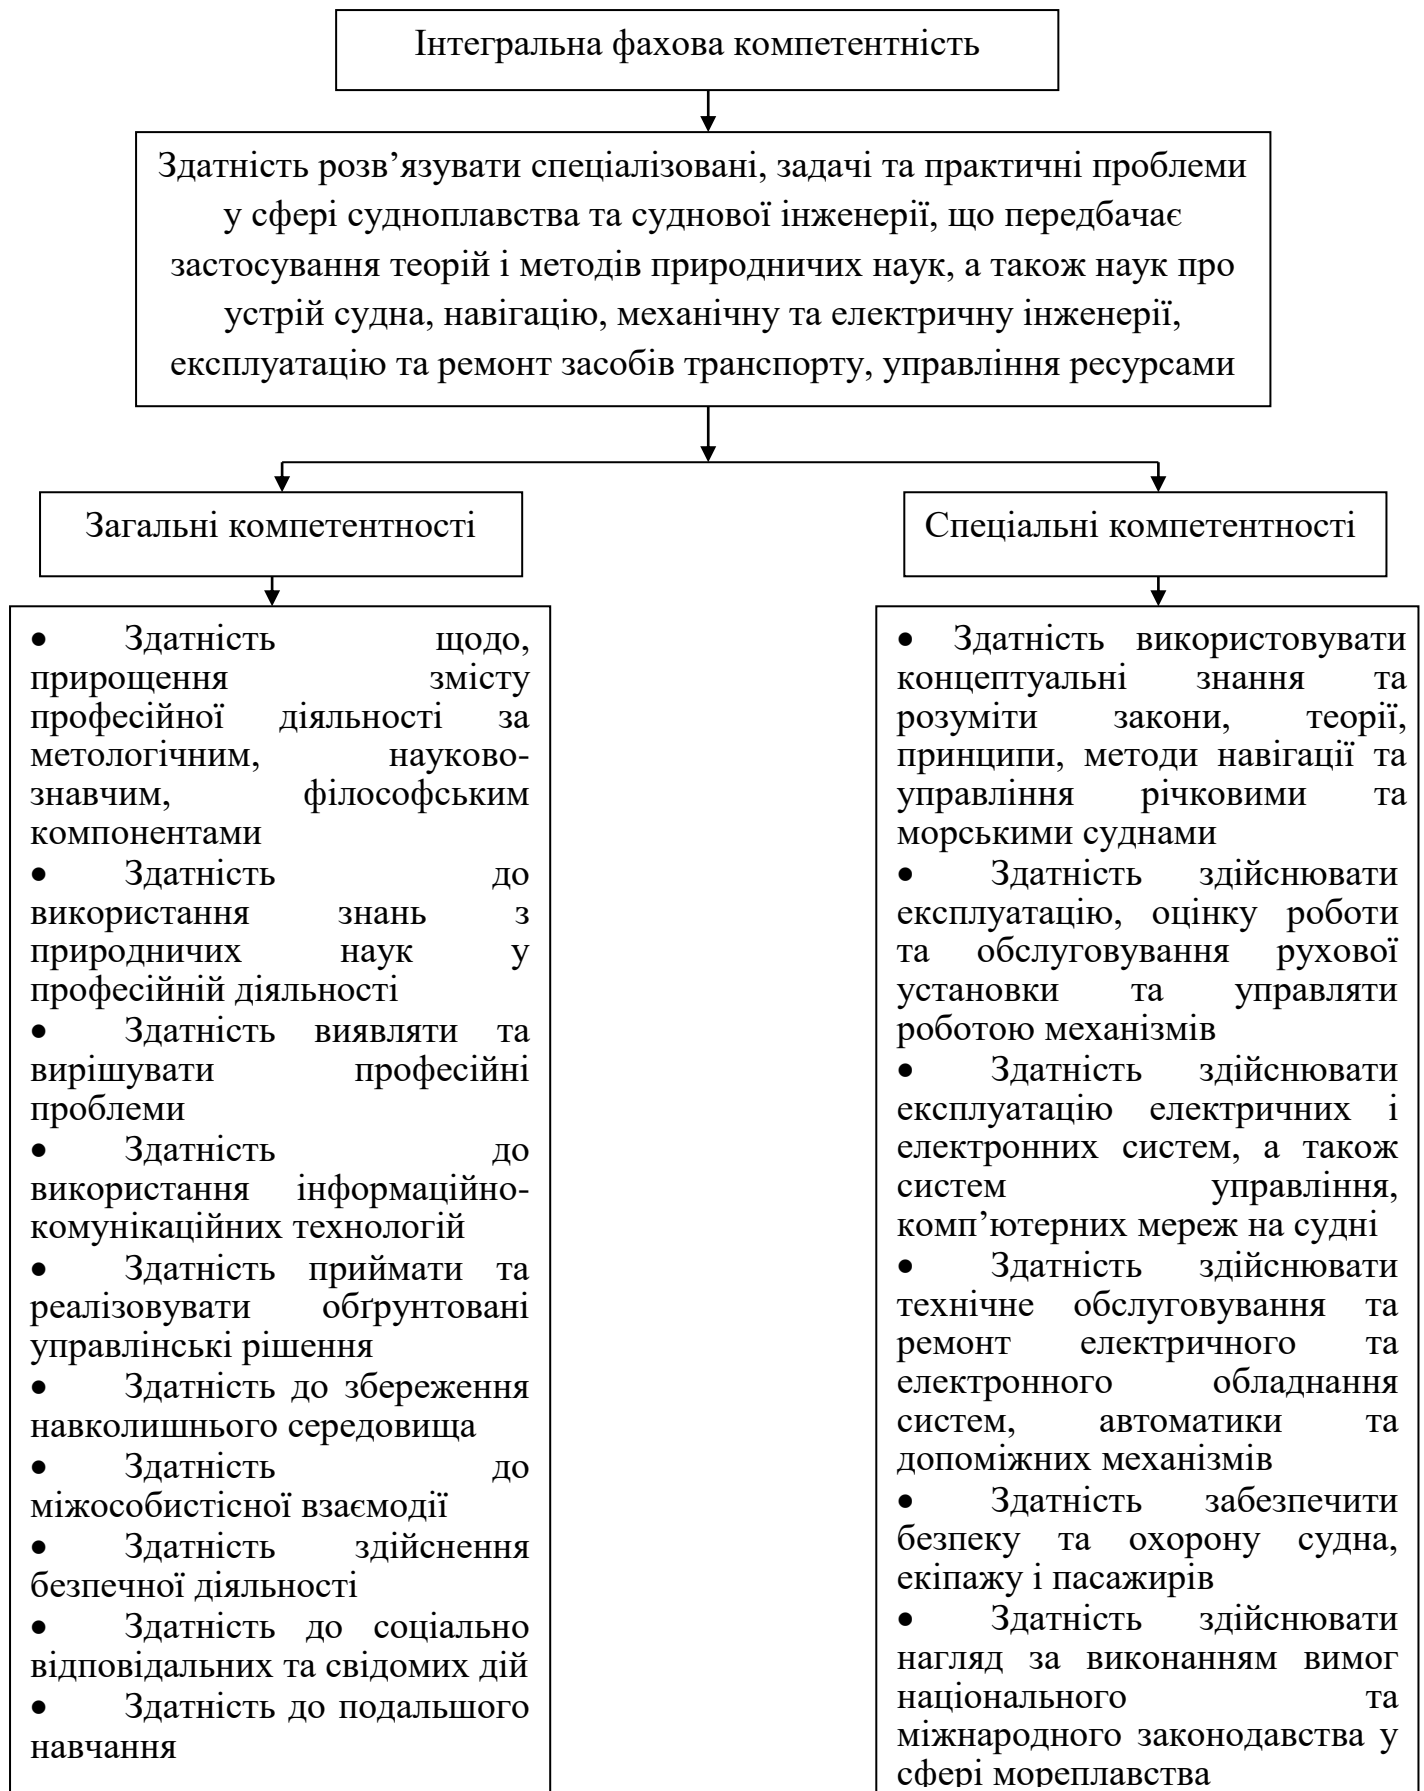 Інтегральна фахова компетентність
Здатність розв’язувати спеціалізовані, задачі та практичні проблеми
у сфері судноплавства та суднової інженерії, що передбачає
застосування теорій і методів природничих наук, а також наук про
устрій судна, навігацію, механічну та електричну інженерії,
експлуатацію та ремонт засобів транспорту, управління ресурсами
Загальні компетентності
• Здатність щодо,
прирощення змісту
професійної діяльності за
метологічним, науково-
знавчим, філософським
компонентами
• Здатність до
використання знань з
природничих наук у
професійній діяльності
• Здатність виявляти та
вирішувати професійні
проблеми
• Здатність до
використання інформаційно-
комунікаційних технологій
• Здатність приймати та
реалізовувати обґрунтовані
управлінські рішення
• Здатність до збереження
навколишнього середовища
• Здатність до
міжособистісної взаємодії
• Здатність здійснення
безпечної діяльності
• Здатність до соціально
відповідальних та свідомих дій
• Здатність до подальшого
навчання
Спеціальні компетентності
• Здатність використовувати
концептуальні знання та
розуміти закони, теорії,
принципи, методи навігації та
управління річковими та
морськими суднами
• Здатність здійснювати
експлуатацію, оцінку роботи
та обслуговування рухової
установки та управляти
роботою механізмів
• Здатність здійснювати
експлуатацію електричних і
електронних систем, а також
систем управління,
комп’ютерних мереж на судні
• Здатність здійснювати
технічне обслуговування та
ремонт електричного та
електронного обладнання
систем, автоматики та
допоміжних механізмів
• Здатність забезпечити
безпеку та охорону судна,
екіпажу і пасажирів
• Здатність здійснювати
нагляд за виконанням вимог
національного та
міжнародного законодавства у
сфері мореплавства